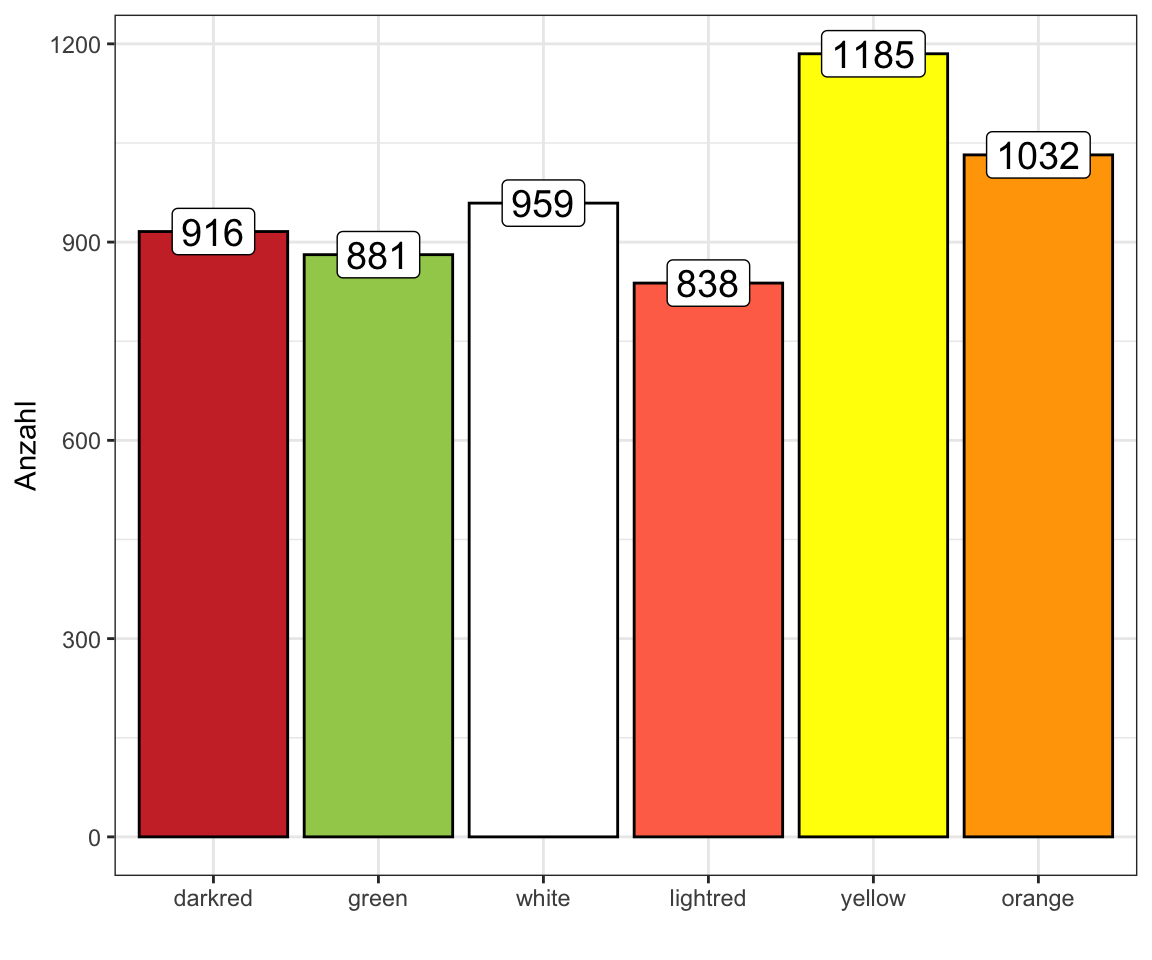 Anzahl
1200
900
600
300
0
916
881
959
838
1185
1032
darkred
green
white
lightred
yellow
orange